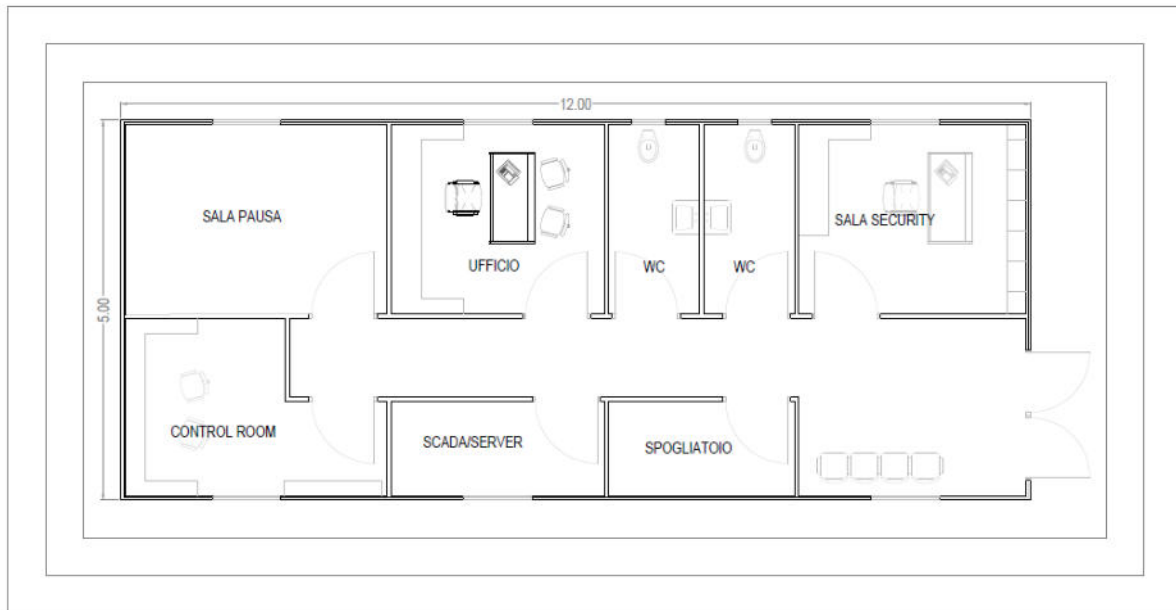 12.00
5.00
SALA PAUSA
UFFICIO
WC
WC
SALA SECURITY
CONTROL ROOM
SCADA/SERVER
SPOGLIATOIO